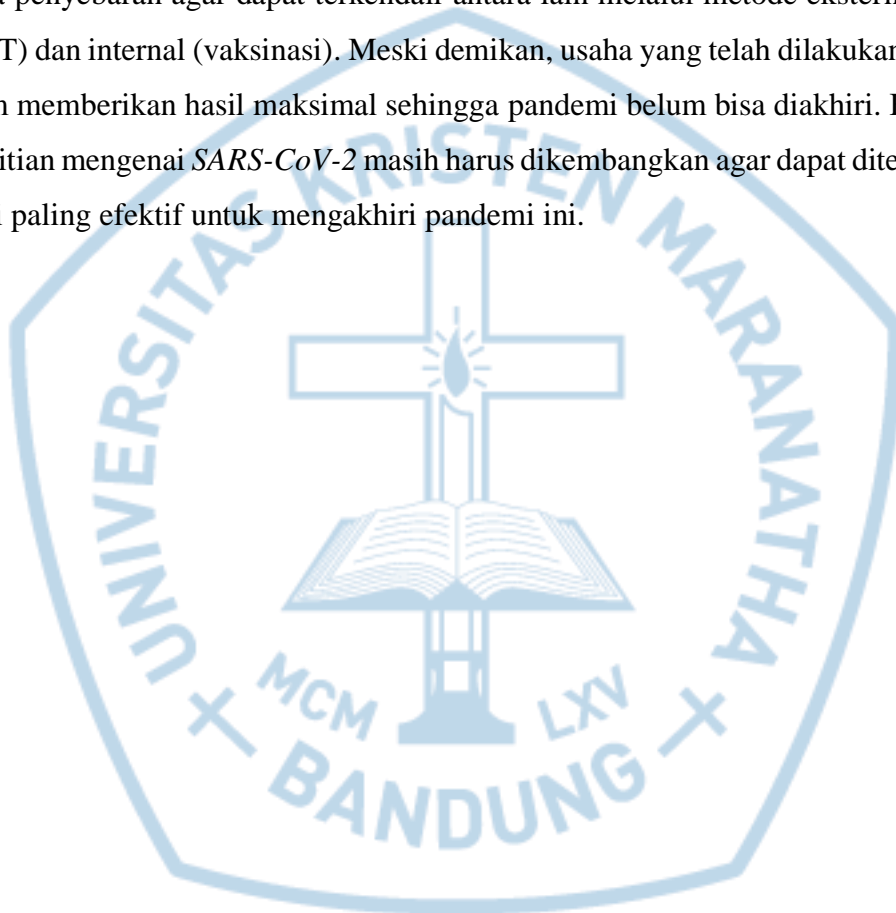 penyebaran agar dapat terkendali antara lain melalui metode ekstern
T) dan internal (vaksinasi). Meski demikan, usaha yang telah dilakukan
memberikan hasil maksimal sehingga pandemi belum bisa diakhiri.
itian mengenai SARS-CoV-2 masih harus dikembangkan agar dapat dite
paling efektif untuk mengakhiri pandemi ini.
UNIVERSITAS KRISTEN MARANATHA
MCM LXV
BANDUNG